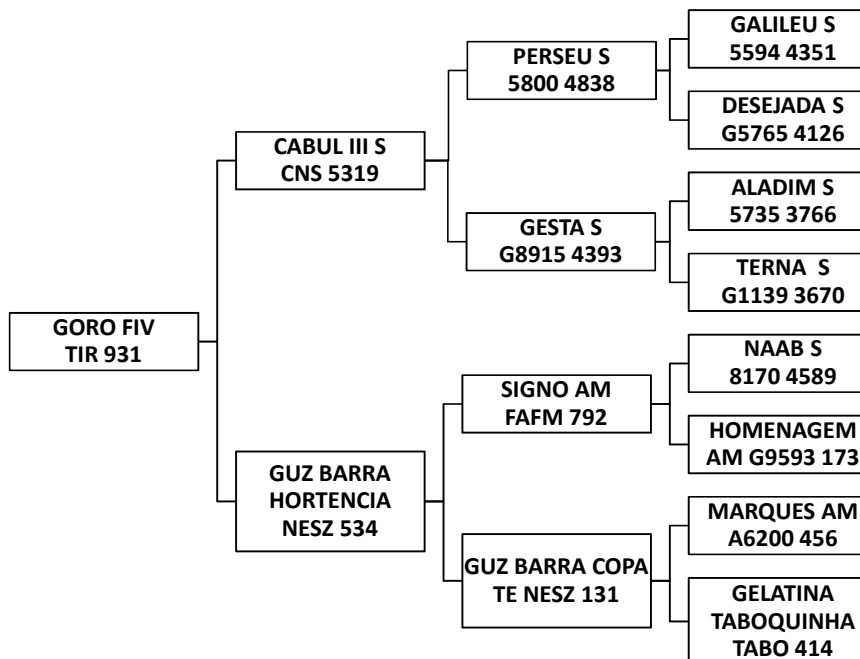 GORO FIV
TIR 931
CABUL III S
CNS 5319
GUZ BARRA
HORTENCIA
NESZ 534
PERSEU S
5800 4838
GESTA S
G8915 4393
SIGNO AM
FAFM 792
GUZ BARRA COPA
TE NESZ 131
GALILEU S
5594 4351
DESEJADA S
G5765 4126
ALADIM S
5735 3766
TERNA S
G1139 3670
NAAB S
8170 4589
HOMENAGEM
AM G9593 173
MARQUES AM
A6200 456
GELATINA
TABOQUINHA
TABO 414